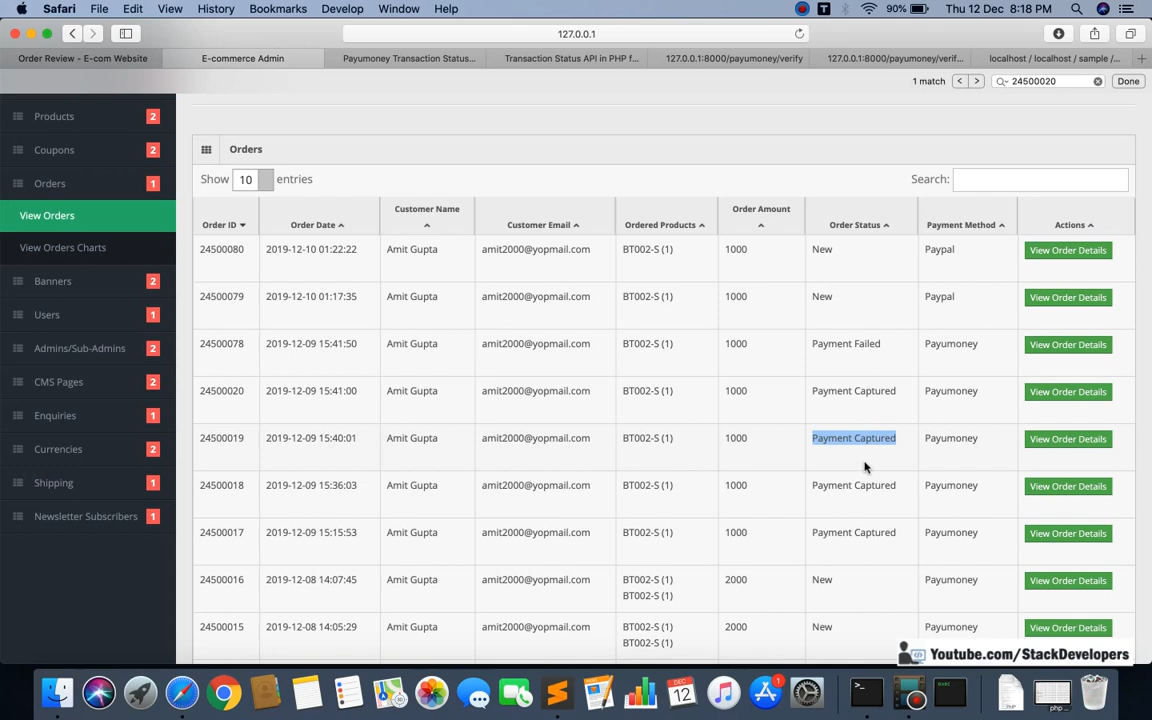 Safari File Edit View History Bookmarks Develop Window Help T 90% Thu 12 Dec 8:18 PM
127.0.0.1
Order Review - E-com Website E-commerce Admin Payumoney Transaction Status... Transaction Status API in PHP f... 127.0.0.1:8000/payumoney/verify 127.0.0.1:8000/payumoney/verif... localhost / localhost / sample /...
1 match 24500020 Done
Products 2
Coupons 2
Orders 1
View Orders
View Orders Charts
Banners 2
Users 1
Admins/Sub-Admins 2
CMS Pages 2
Enquiries 1
Currencies 1
Shipping 1
Newsletter Subscribers 1
Orders
Show 10 entries Search:
Order ID Order Date Customer Name Customer Email Ordered Products Order Amount Order Status Payment Method Actions
24500080 2019-12-10 01:22:22 Amit Gupta amit2000@yopmail.com BT002-S (1) 1000 New Paypal View Order Details
24500079 2019-12-10 01:17:35 Amit Gupta amit2000@yopmail.com BT002-S (1) 1000 New Paypal View Order Details
24500078 2019-12-09 15:41:50 Amit Gupta amit2000@yopmail.com BT002-S (1) 1000 Payment Failed Payumoney View Order Details
24500020 2019-12-09 15:41:00 Amit Gupta amit2000@yopmail.com BT002-S (1) 1000 Payment Captured Payumoney View Order Details
24500019 2019-12-09 15:40:01 Amit Gupta amit2000@yopmail.com BT002-S (1) 1000 Payment Captured Payumoney View Order Details
24500018 2019-12-09 15:36:03 Amit Gupta amit2000@yopmail.com BT002-S (1) 1000 Payment Captured Payumoney View Order Details
24500017 2019-12-09 15:15:53 Amit Gupta amit2000@yopmail.com BT002-S (1) 1000 Payment Captured Payumoney View Order Details
24500016 2019-12-08 14:07:45 Amit Gupta amit2000@yopmail.com BT002-S (1) 2000 New Payumoney View Order Details
BT002-S (1)
24500015 2019-12-08 14:05:29 Amit Gupta amit2000@yopmail.com BT002-S (1) 2000 New Payumoney View Order Details
BT002-S (1)
Youtube.com/StackDevelopers